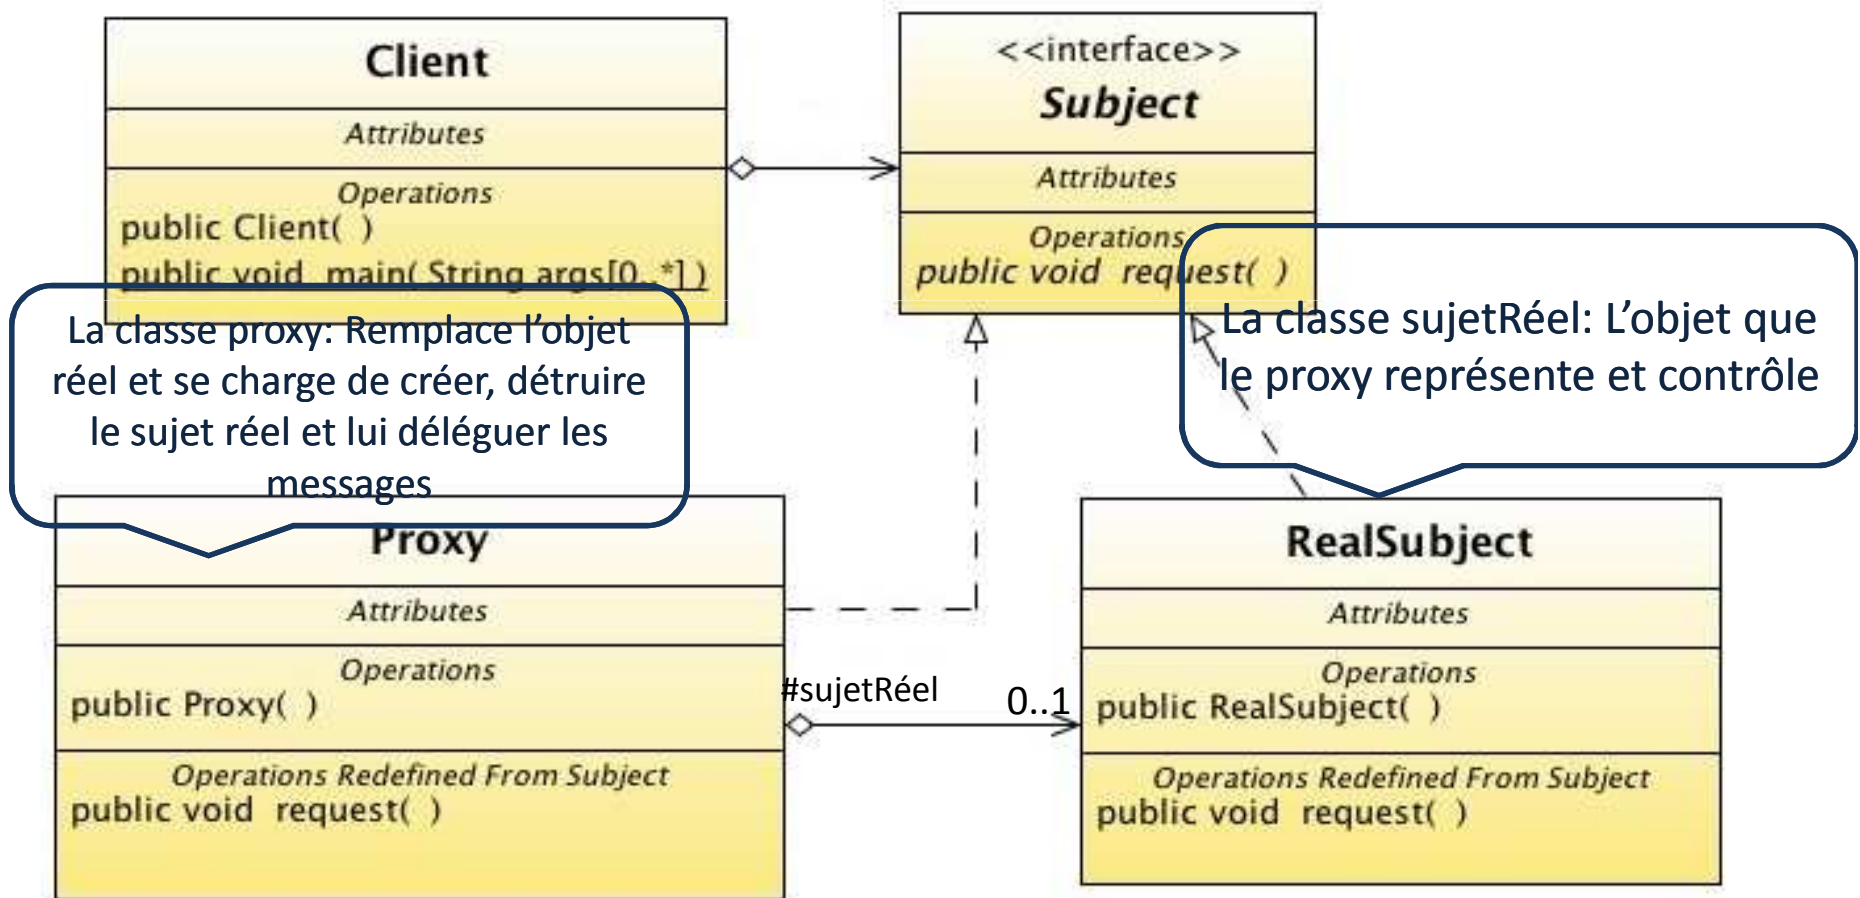 Client
Attributes
Operations
public Client( )
public void main( String args[0..*] )
<<interface>>
Subject
Attributes
Operations
public void request( )
La classe proxy: Remplace l’objet
réel et se charge de créer, détruire
le sujet réel et lui déléguer les
messages
La classe sujetRéel: L’objet que
le proxy représente et contrôle
Proxy
Attributes
Operations
public Proxy( )
Operations Redefined From Subject
public void request( )
#sujetRéel
0..1
RealSubject
Attributes
Operations
public RealSubject( )
Operations Redefined From Subject
public void request( )